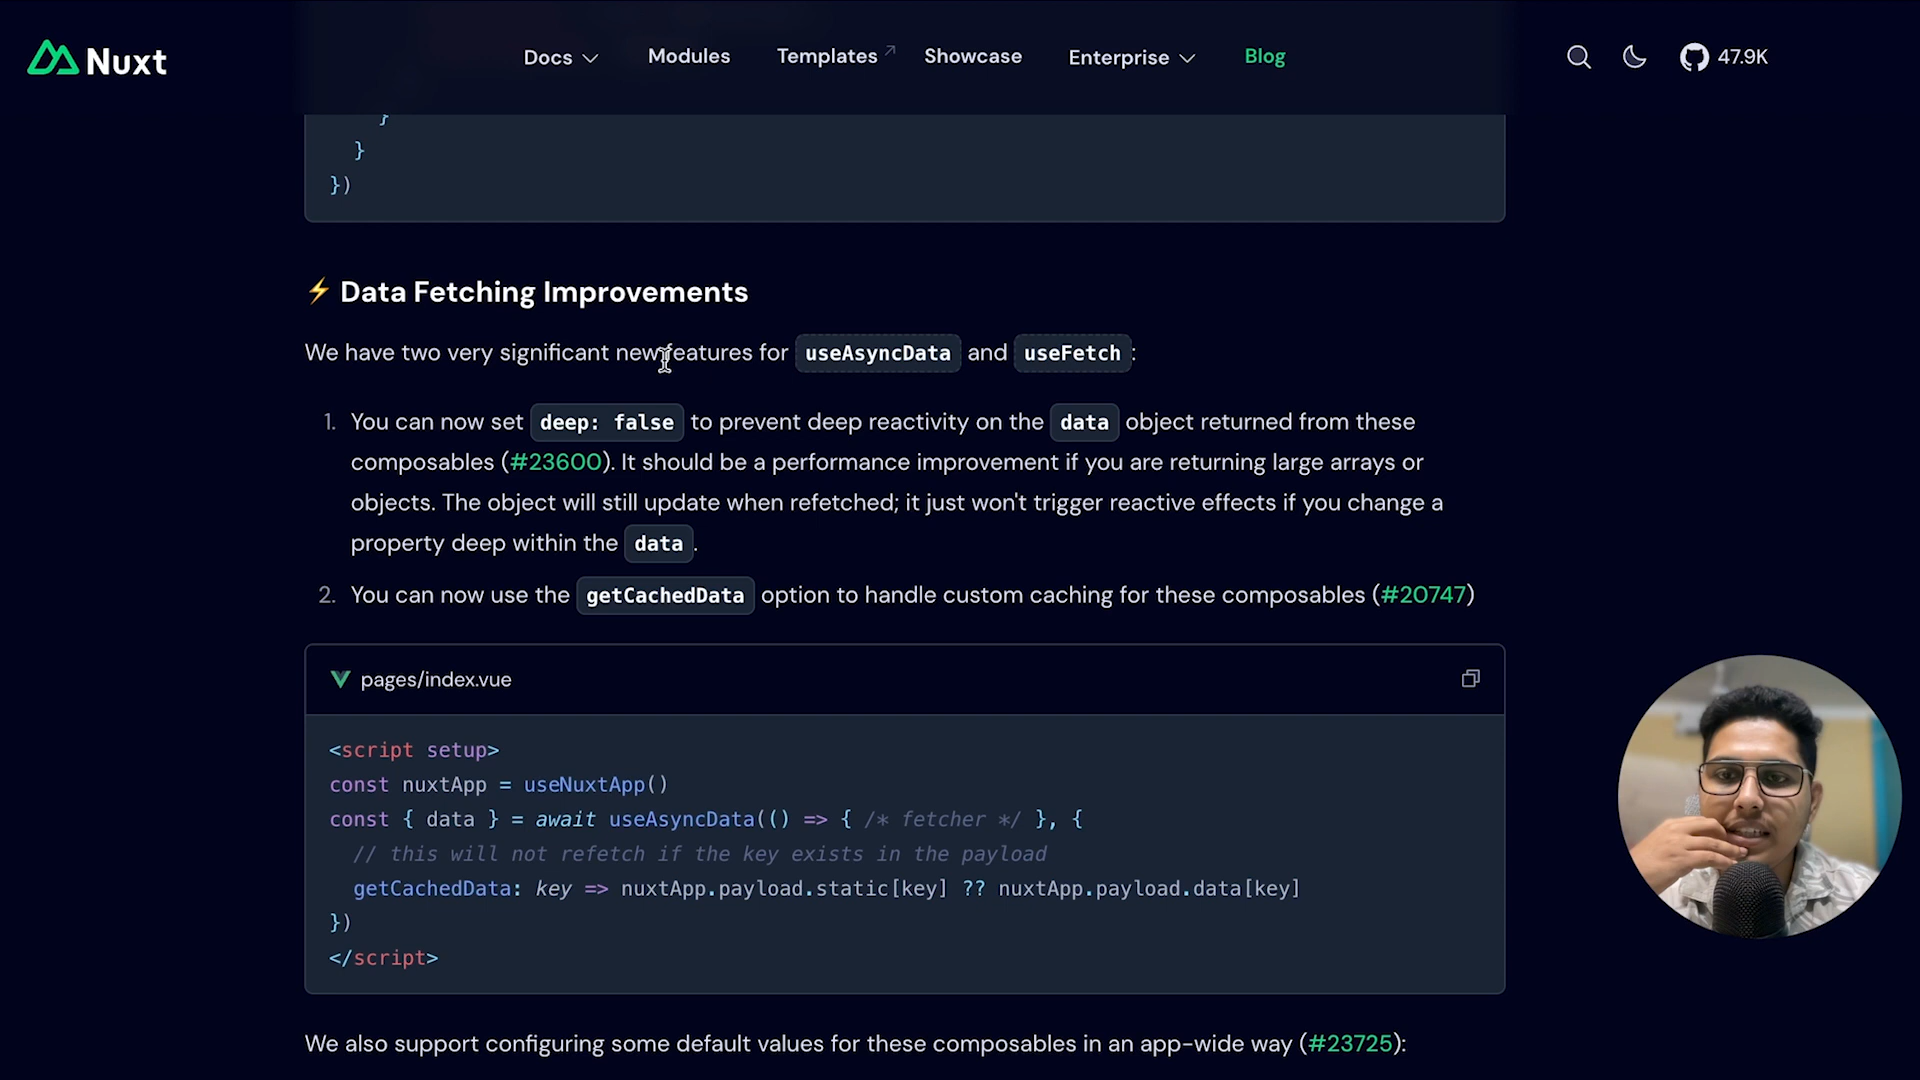 Nuxt
Docs
Modules
Templates
Showcase
Enterprise
Blog
47.9K
}
}
})
⚡ Data Fetching Improvements
We have two very significant new features for useAsyncData and useFetch:
1. You can now set deep: false to prevent deep reactivity on the data object returned from these
composables (#23600). It should be a performance improvement if you are returning large arrays or
objects. The object will still update when refetched; it just won't trigger reactive effects if you change a
property deep within the data.
2. You can now use the getCachedData option to handle custom caching for these composables (#20747)
pages/index.vue
<script setup>
const nuxtApp = useNuxtApp()
const { data } = await useAsyncData(() => { /* fetcher */ }, {
// this will not refetch if the key exists in the payload
getCachedData: key => nuxtApp.payload.static[key] ?? nuxtApp.payload.data[key]
})
</script>
We also support configuring some default values for these composables in an app-wide way (#23725):